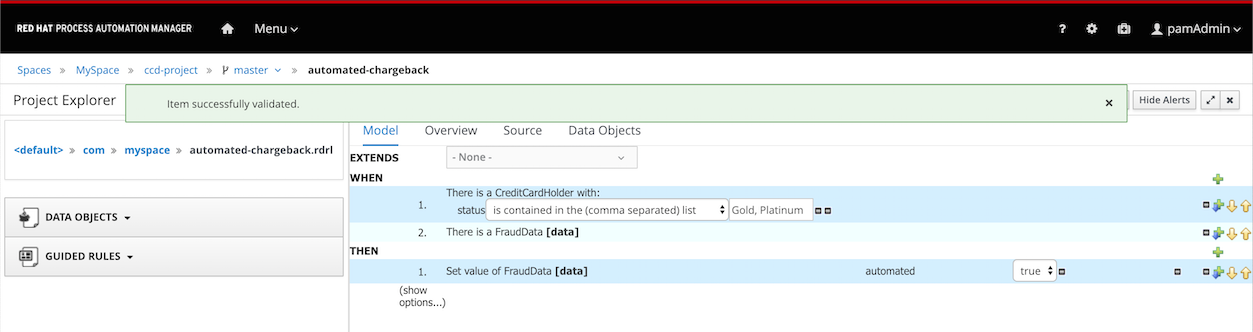 RED HAT PROCESS AUTOMATION MANAGER Menu ? pamAdmin
Spaces » MySpace » ccd-project » master » automated-chargeback
Project Explorer Item successfully validated. × Hide Alerts
<default> » com » myspace » automated-chargeback.rdrl
Model Overview Source Data Objects
EXTENDS - None -
WHEN
There is a CreditCardHolder with:
1. status is contained in the (comma separated) list Gold, Platinum
2. There is a FraudData [data]
THEN
1. Set value of FraudData [data] automated true
(show
options...)
DATA OBJECTS
GUIDED RULES